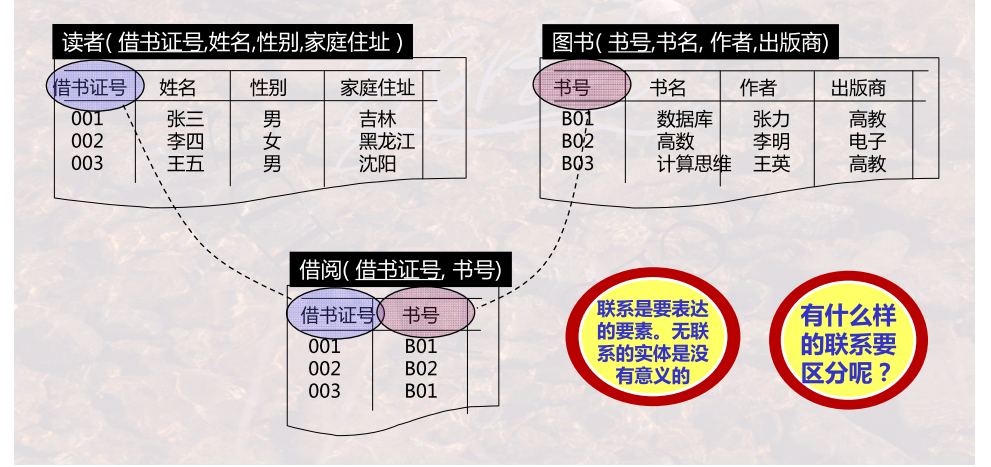 读者( 借书证号,姓名,性别,家庭住址 )
借书证号 姓名 性别 家庭住址
001 张三 男 吉林
002 李四 女 黑龙江
003 王五 男 沈阳
图书( 书号,书名, 作者,出版商)
书号 书名 作者 出版商
B01 数据库 张力 高教
B02 高数 李明 电子
B03 计算思维 王英 高教
借阅( 借书证号, 书号)
借书证号 书号
001 B01
002 B02
003 B01
联系是要表达
的要素。无联
系的实体是没
有意义的
有什么样
的联系要
区分呢？